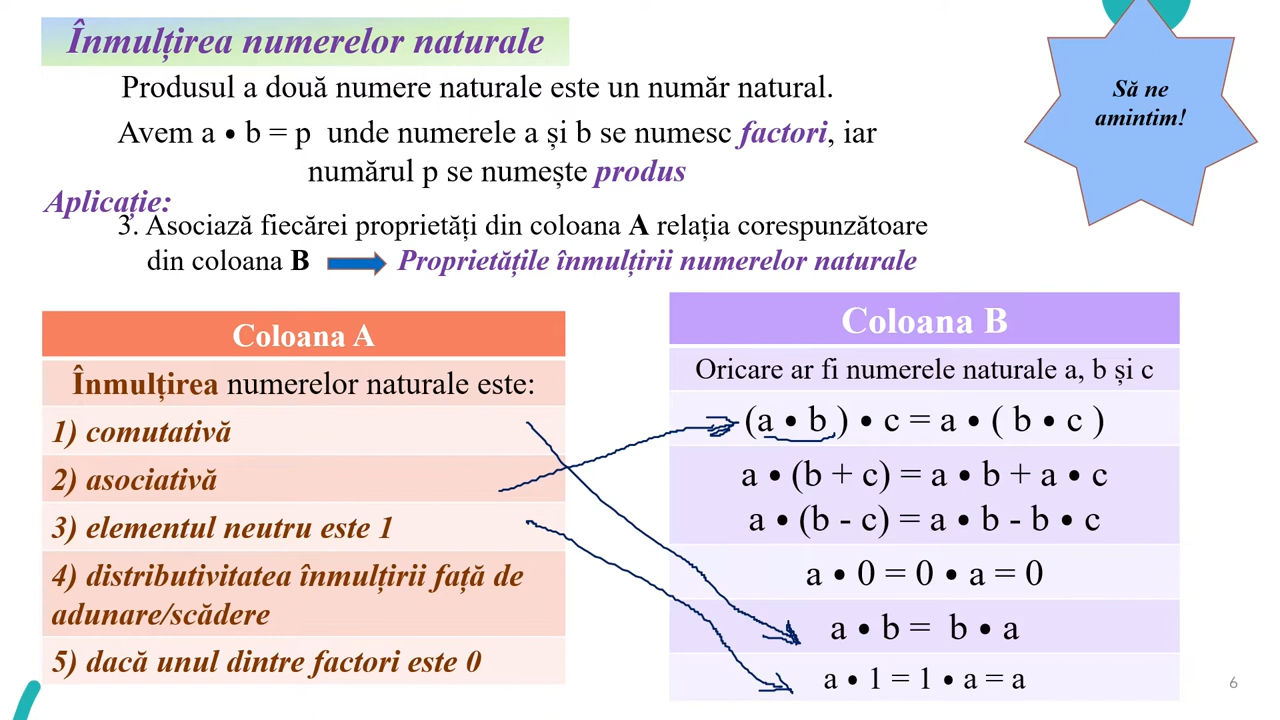 Înmulțirea numerelor naturale
Produsul a două numere naturale este un număr natural.
Avem a • b = p unde numerele a și b se numesc factori, iar
numărul p se numește produs
Să ne
amintim!
Aplicație:
3. Asociază fiecărei proprietăți din coloana A relația corespunzătoare
din coloana B
Proprietățile înmulțirii numerelor naturale
Coloana A
Înmulțirea numerelor naturale este:
1) comutativă
2) asociativă
3) elementul neutru este 1
4) distributivitatea înmulțirii față de
adunare/scădere
5) dacă unul dintre factori este 0
Coloana B
Oricare ar fi numerele naturale a, b și c
(a • b ) • c = a • ( b • c )
a • (b + c) = a • b + a • c
a • (b - c) = a • b - b • c
a • 0 = 0 • a = 0
a • b = b • a
a • 1 = 1 • a = a
6